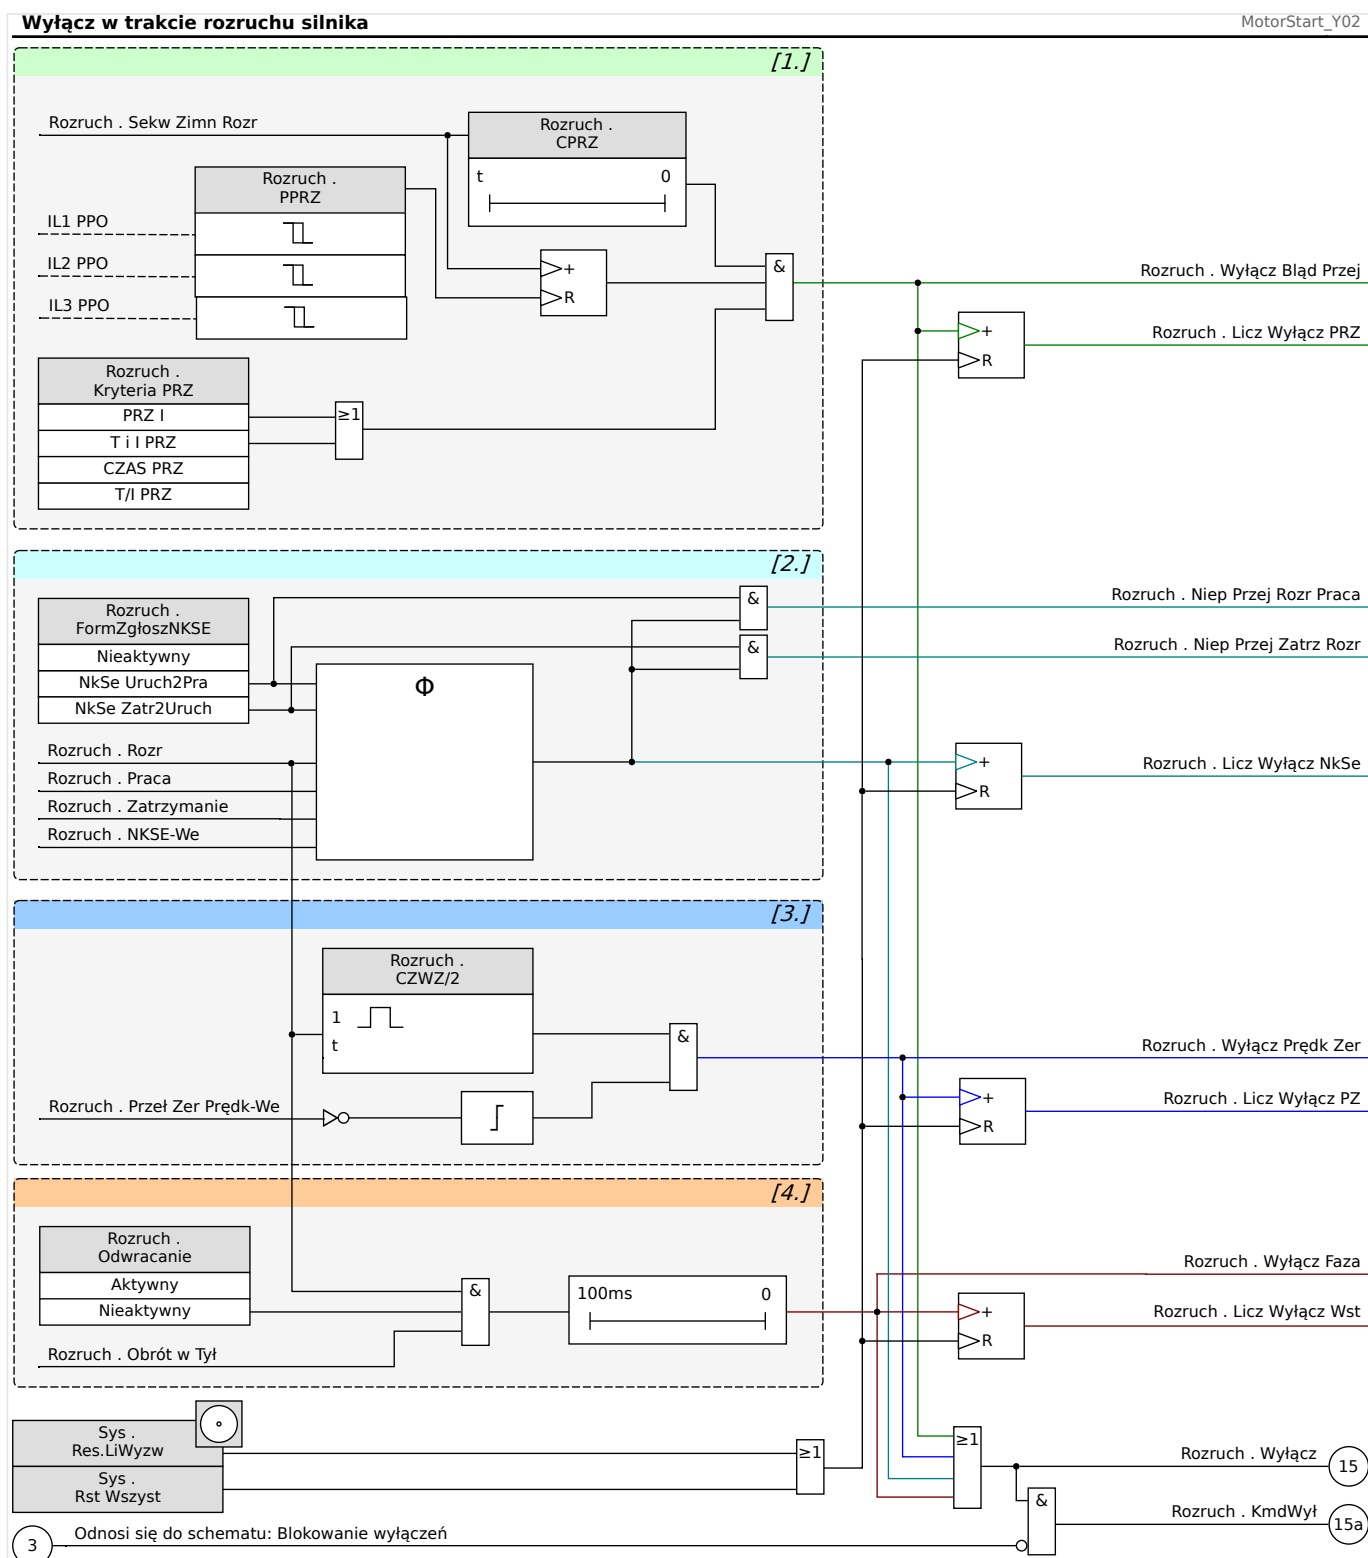 Wyłącz w trakcie rozruchu silnika
MotorStart_Y02
[1.]
Rozruch . Sekw Zimn Rozr
Rozruch .
CPRZ
t
0
Rozruch .
PPRZ
IL1 PPO
IL2 PPO
IL3 PPO
+
R
&
Rozruch . Wyłącz Bląd Przej
+
R
Rozruch . Licz Wyłącz PRZ
Rozruch .
Kryteria PRZ
PRZ I
T i I PRZ
CZAS PRZ
T/I PRZ
≥1
[2.]
Rozruch .
FormZgłoszNKSE
Nieaktywny
NkSe Uruch2Pra
NkSe Zatr2Uruch
Φ
&
&
Rozruch . Niep Przej Rozr Praca
Rozruch . Niep Przej Zatrz Rozr
Rozruch . Rozr
Rozruch . Praca
Rozruch . Zatrzymanie
Rozruch . NKSE-We
+
R
Rozruch . Licz Wyłącz NkSe
[3.]
Rozruch .
CZWZ/2
1
t
&
Rozruch . Przeł Zer Prędk-We
Rozruch . Wyłącz Prędk Zer
+
R
Rozruch . Licz Wyłącz PZ
[4.]
Rozruch .
Odwracanie
Aktywny
Nieaktywny
Rozruch . Obrót w Tył
&
100ms
0
Rozruch . Wyłącz Faza
+
R
Rozruch . Licz Wyłącz Wst
Sys .
Res.LiWyzw
Sys .
Rst Wszyst
≥1
≥1
Rozruch . Wyłącz
15
&
Rozruch . KmdWył
15a
3
Odnosi się do schematu: Blokowanie wyłączeń